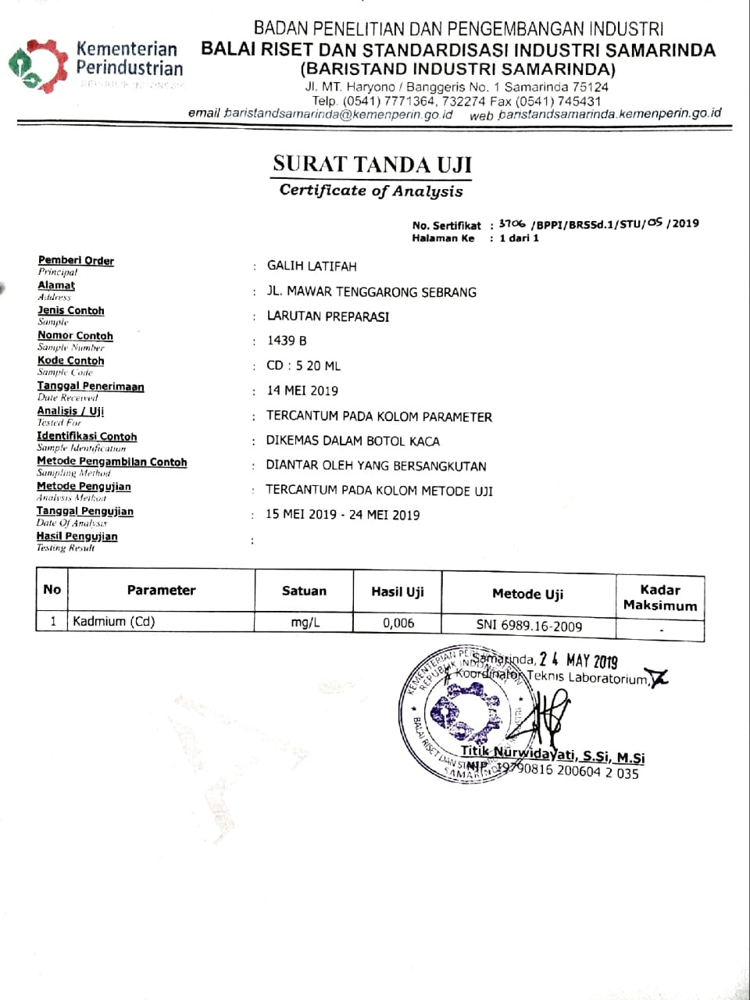 Kementerian
Perindustrian
REPUBLIK INDONESIA
BADAN PENELITIAN DAN PENGEMBANGAN INDUSTRI
BALAI RISET DAN STANDARDISASI INDUSTRI SAMARINDA
(BARISTAND INDUSTRI SAMARINDA)
Jl. MT. Haryono / Banggeris No. 1 Samarinda 75124
Telp. (0541) 7771364, 732274 Fax (0541) 745431
email baristandsamarinda@kemenperin.go.id web baristandsamarinda.kemenperin.go.id
SURAT TANDA UJI
Certificate of Analysis
No. Sertifikat : 3706 /BPPI/BRSSd.1/STU/05/2019
Halaman Ke : 1 dari 1
Pemberi Order : GALIH LATIFAH
Principal
Alamat : JL. MAWAR TENGGARONG SEBRANG
Address
Jenis Contoh : LARUTAN PREPARASI
Sample
Nomor Contoh : 1439 B
Sample Number
Kode Contoh : CD : 5 20 ML
Sample Code
Tanggal Penerimaan : 14 MEI 2019
Date Received
Analisis / Uji : TERCANTUM PADA KOLOM PARAMETER
Tested For
Identifikasi Contoh : DIKEMAS DALAM BOTOL KACA
Sample Identification
Metode Pengambilan Contoh : DIANTAR OLEH YANG BERSANGKUTAN
Sampling Method
Metode Pengujian : TERCANTUM PADA KOLOM METODE UJI
Analysis Method
Tanggal Pengujian : 15 MEI 2019 - 24 MEI 2019
Date Of Analysis
Hasil Pengujian :
Testing Result
No Parameter Satuan Hasil Uji Metode Uji Kadar Maksimum
1 Kadmium (Cd) mg/L 0,006 SNI 6989.16-2009 -
Samarinda, 24 MAY 2019
Koordinator Teknis Laboratorium,
KEMENTERIAN PERINDUSTRIAN
REPUBLIK INDONESIA
BALAI RISET DAN STANDARDISASI INDUSTRI
SAMARINDA
Titik Nurwidayati, S.Si, M.Si
NIP. 19790816 200604 2 035